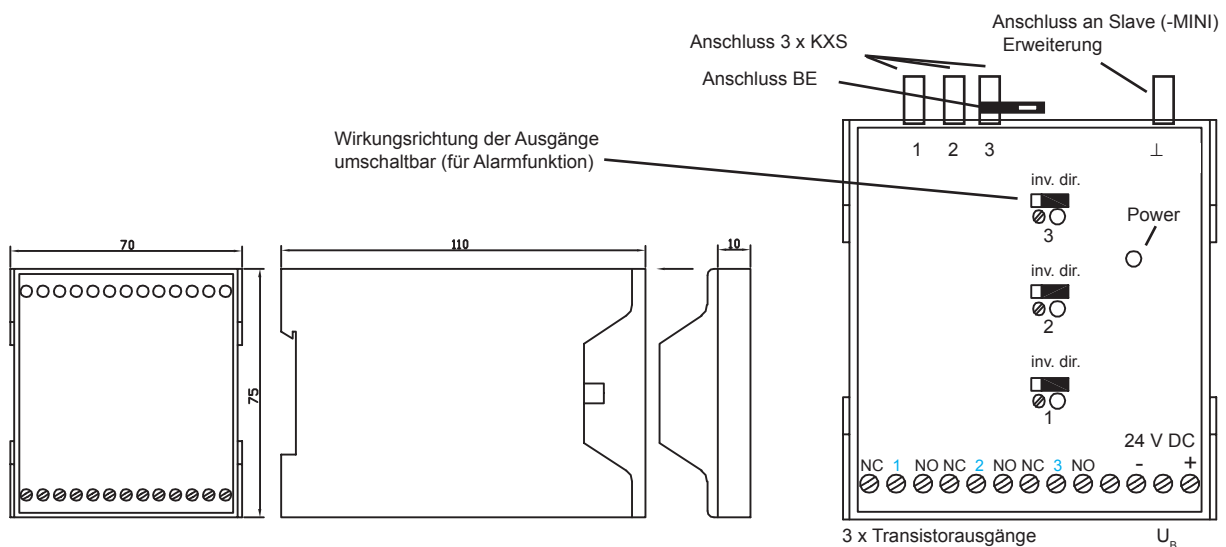 Anschluss an Slave (-MINI)
Erweiterung
Anschluss 3 x KXS
Anschluss BE
Wirkungsrichtung der Ausgänge
umschaltbar (für Alarmfunktion)
1 2 3 ⊥
inv. dir.
3
Power
inv. dir.
2
inv. dir.
1
24 V DC
NC 1 NO NC 2 NO NC 3 NO - +
3 x Transistorausgänge
U_B
70
110
10
75